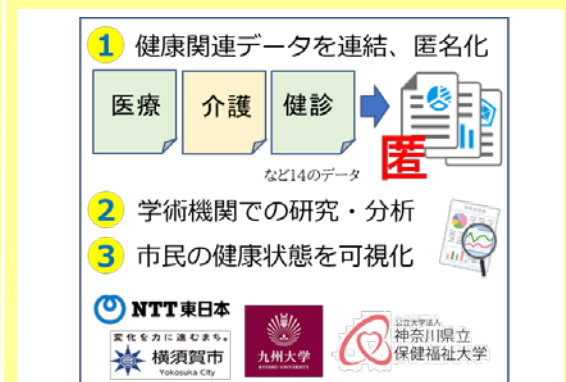 1 健康関連データを連結、匿名化
医療 介護 健診
匿
など14のデータ
2 学術機関での研究・分析
3 市民の健康状態を可視化
NTT東日本
変化を力に進むまち。
横須賀市
Yokosuka City
九州大学
KYUSHU UNIVERSITY
公立大学法人
神奈川県立
保健福祉大学